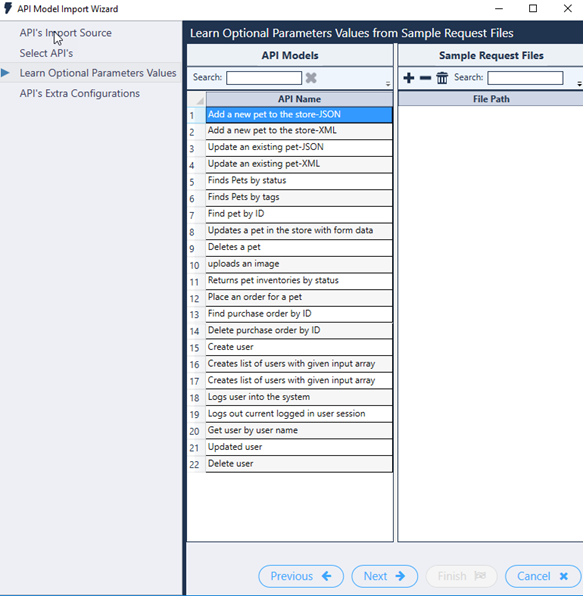 API Model Import Wizard
API's Import Source
Select API's
Learn Optional Parameters Values
API's Extra Configurations
Learn Optional Parameters Values from Sample Request Files
API Models
Search:
API Name
1 Add a new pet to the store-JSON
2 Add a new pet to the store-XML
3 Update an existing pet-JSON
4 Update an existing pet-XML
5 Finds Pets by status
6 Finds Pets by tags
7 Find pet by ID
8 Updates a pet in the store with form data
9 Deletes a pet
10 uploads an image
11 Returns pet inventories by status
12 Place an order for a pet
13 Find purchase order by ID
14 Delete purchase order by ID
15 Create user
16 Creates list of users with given input array
17 Creates list of users with given input array
18 Logs user into the system
19 Logs out current logged in user session
20 Get user by user name
21 Updated user
22 Delete user
Sample Request Files
Search:
File Path
Previous
Next
Finish
Cancel